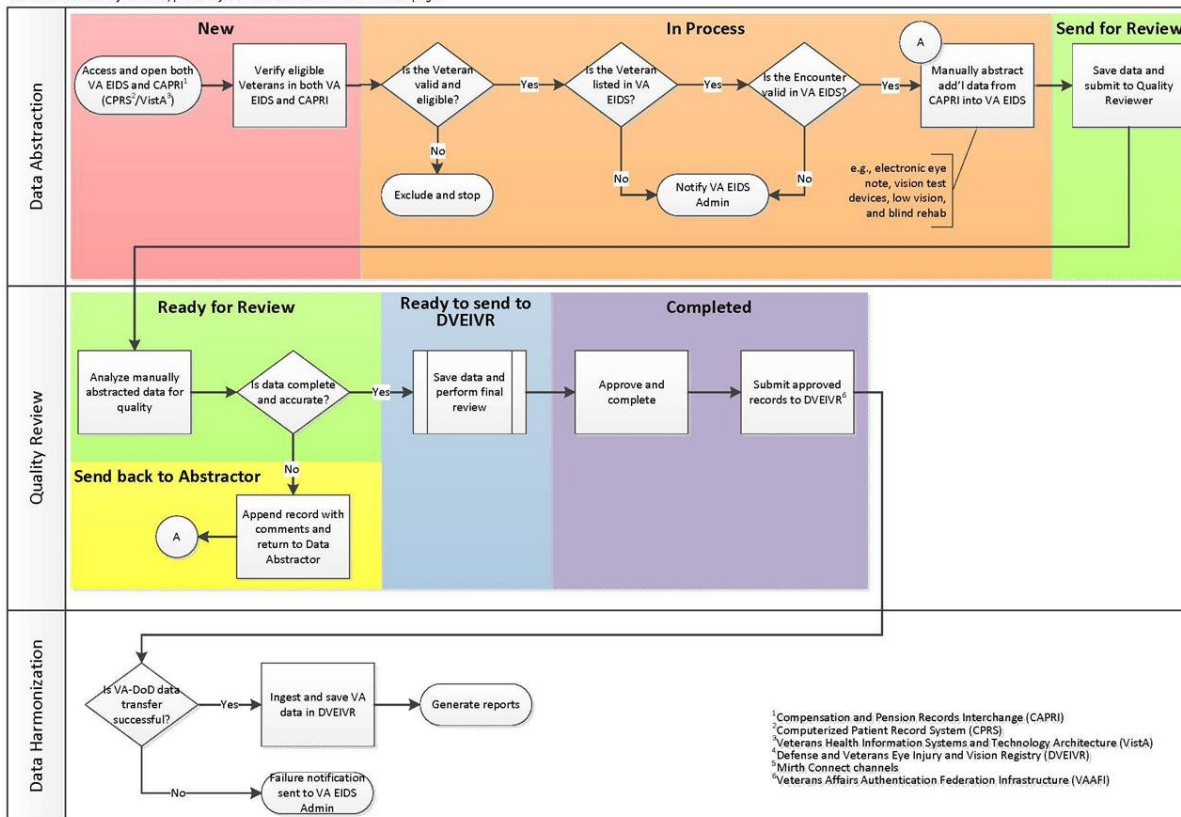 New
In Process
Send for Review
Data Abstraction
Access and open both
VA EIDS and CAPRI¹
(CPRS²/VistA³)
Verify eligible
Veterans in both VA
EIDS and CAPRI
Is the Veteran
valid and
eligible?
Yes
Is the Veteran
listed in VA
EIDS?
Yes
Is the Encounter
valid in VA EIDS?
Yes
A
Manually abstract
add'l data from
CAPRI into VA EIDS
Save data and
submit to Quality
Reviewer
No
Exclude and stop
No
No
Notify VA EIDS
Admin
e.g., electronic eye
note, vision test
devices, low vision,
and blind rehab
Quality Review
Ready for Review
Ready to send to
DVEIVR
Completed
Analyze manually
abstracted data for
quality
Is data complete
and accurate?
Yes
Save data and
perform final
review
Approve and
complete
Submit approved
records to DVEIVR⁶
No
Send back to Abstractor
A
Append record with
comments and
return to Data
Abstractor
Data Harmonization
Is VA-DoD data
transfer
successful?
Yes
Ingest and save VA
data in DVEIVR
Generate reports
No
Failure notification
sent to VA EIDS
Admin
¹Compensation and Pension Records Interchange (CAPRI)
²Computerized Patient Record System (CPRS)
³Veterans Health Information Systems and Technology Architecture (VistA)
⁴Defense and Veterans Eye Injury and Vision Registry (DVEIVR)
⁵Mirth Connect channels
⁶Veterans Affairs Authentication Federation Infrastructure (VAAFI)